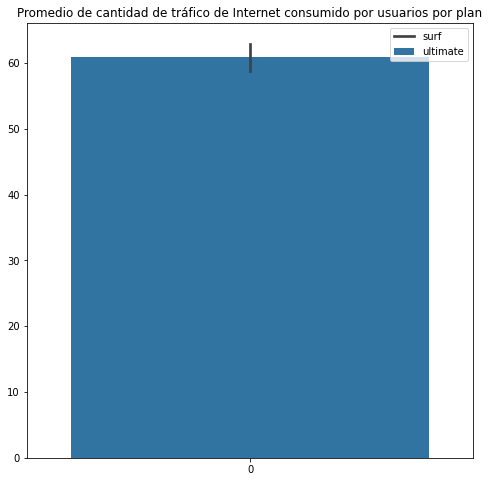 Promedio de cantidad de tráfico de Internet consumido por usuarios por plan
surf
ultimate
60
50
40
30
20
10
0
0